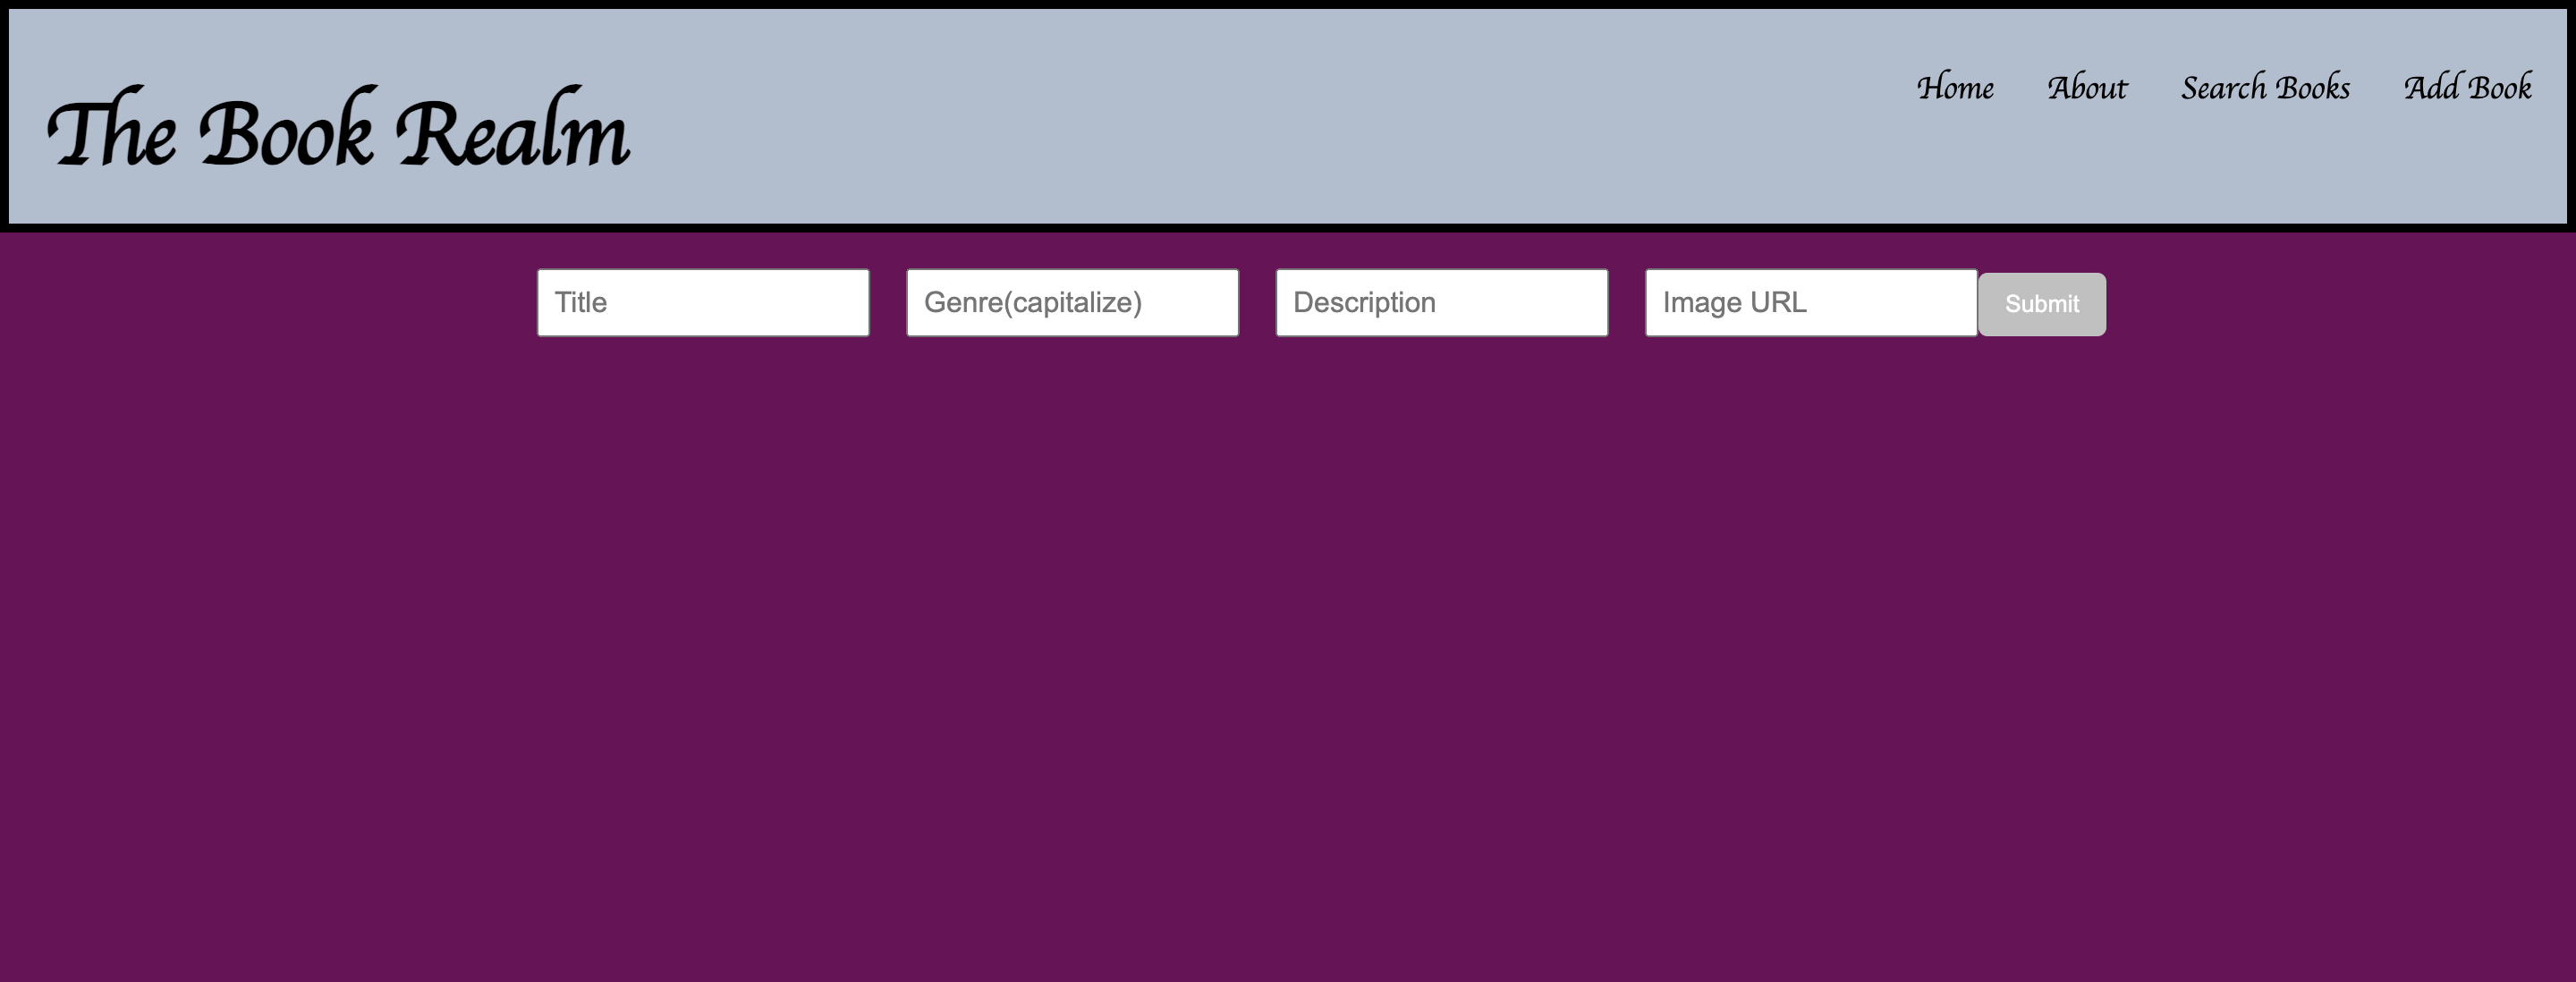 The Book Realm
Home About Search Books Add Book
Title Genre(capitalize) Description Image URL Submit